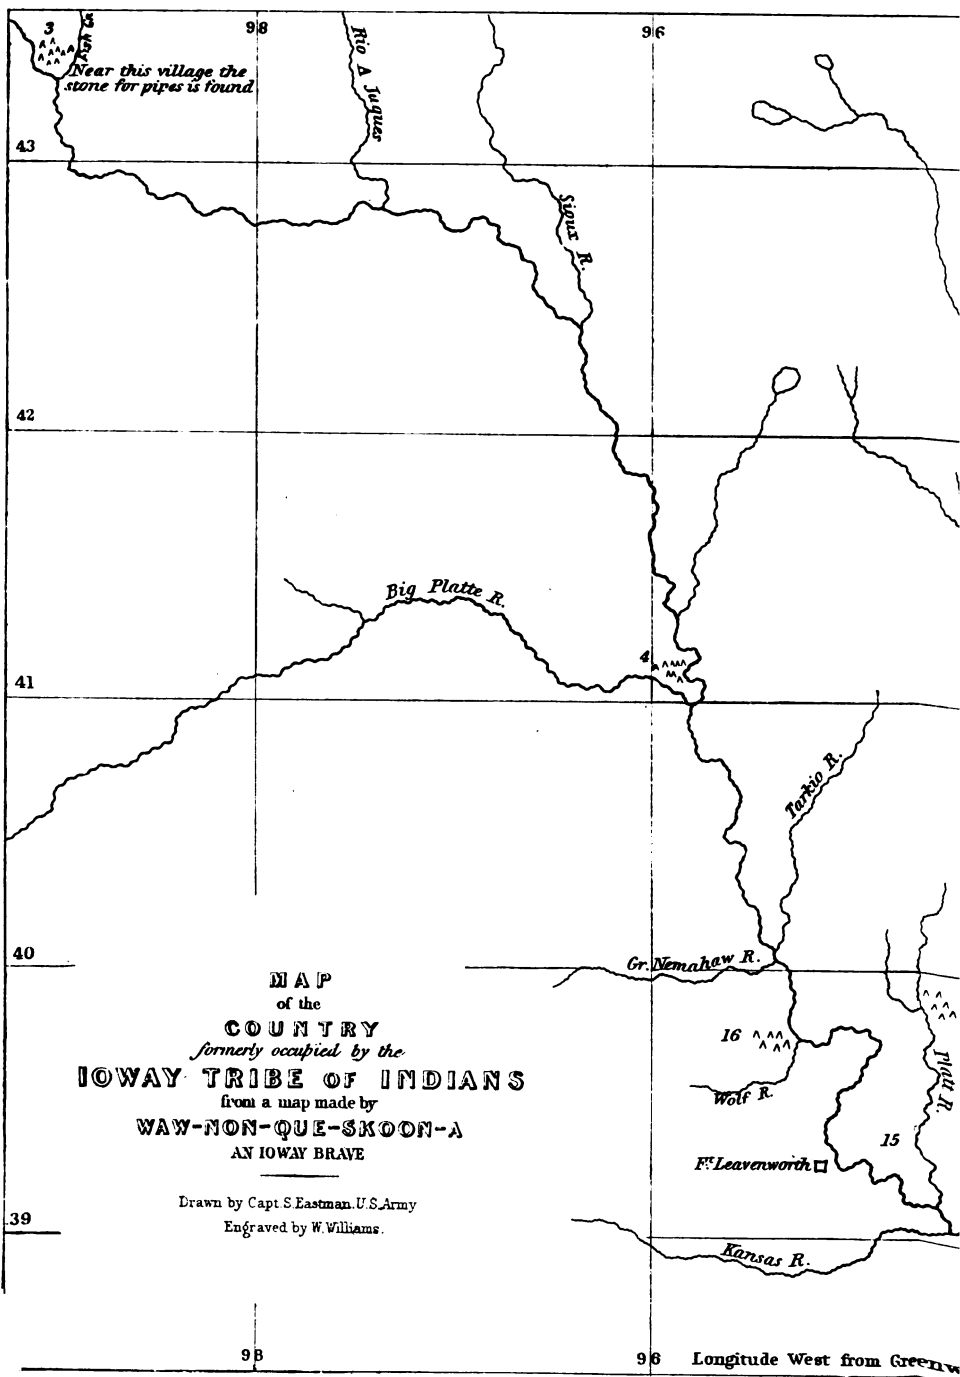 3
98
96
Near this village the
stone for pipes is found
Rio A Jaques
43
Sioux R.
42
Big Platte R.
4
41
Tarkio R.
40
Gr. Nemahaw R.
MAP
of the
COUNTRY
formerly occupied by the
IOWAY TRIBE OF INDIANS
from a map made by
WAW-NON-QUE-SKOON-A
AN IOWAY BRAVE
Drawn by Capt. S. Eastman. U.S. Army
Engraved by W. Williams.
16
Wolf R.
Platt R.
15
Ft. Leavenworth
39
Kansas R.
98
96
Longitude West from Greenw